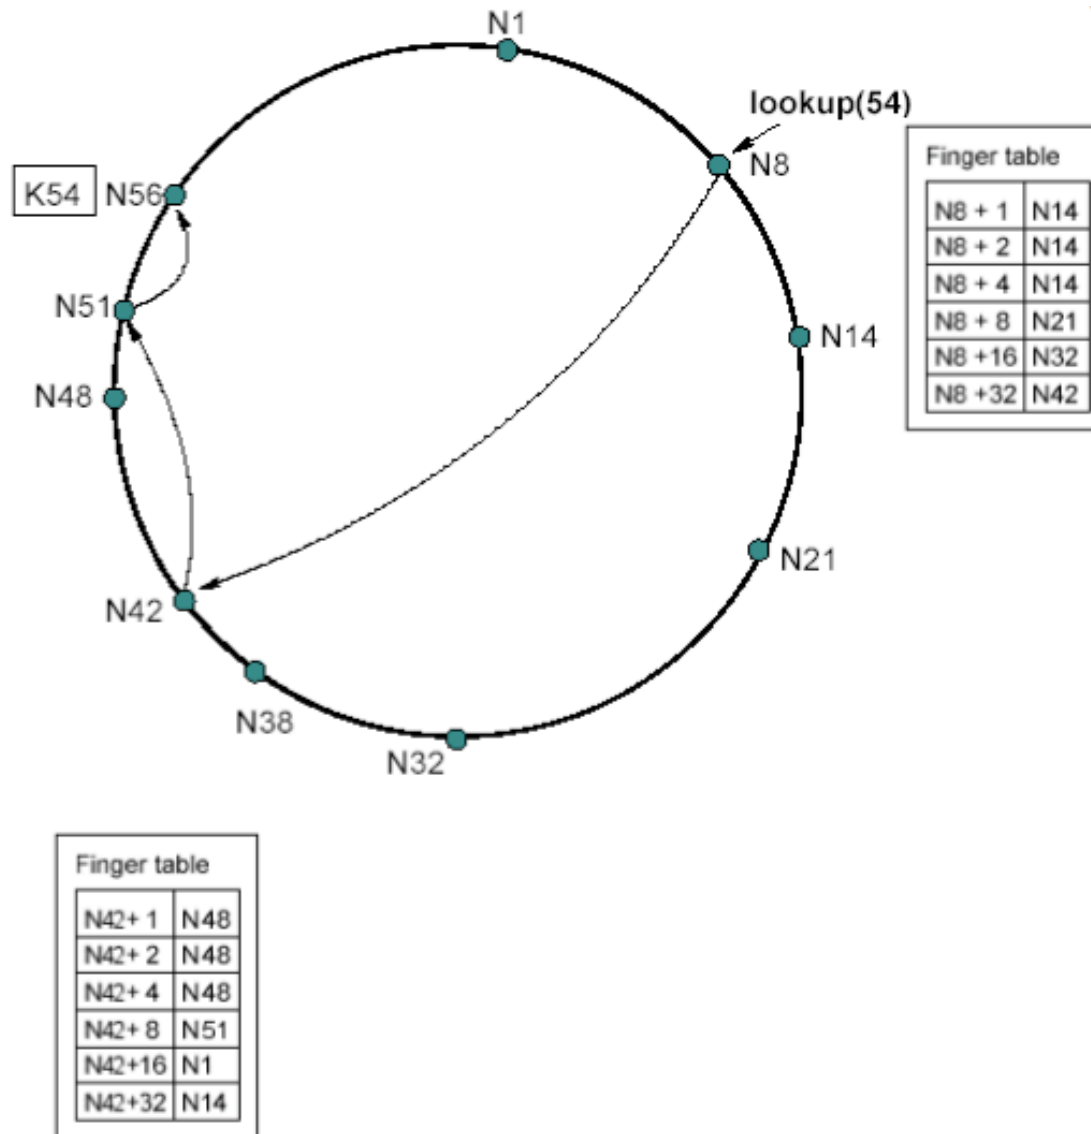 N1
lookup(54)
N8
K54
N56
N51
N14
N48
N21
N42
N38
N32
Finger table
N8 + 1 N14
N8 + 2 N14
N8 + 4 N14
N8 + 8 N21
N8 +16 N32
N8 +32 N42
Finger table
N42+ 1 N48
N42+ 2 N48
N42+ 4 N48
N42+ 8 N51
N42+16 N1
N42+32 N14